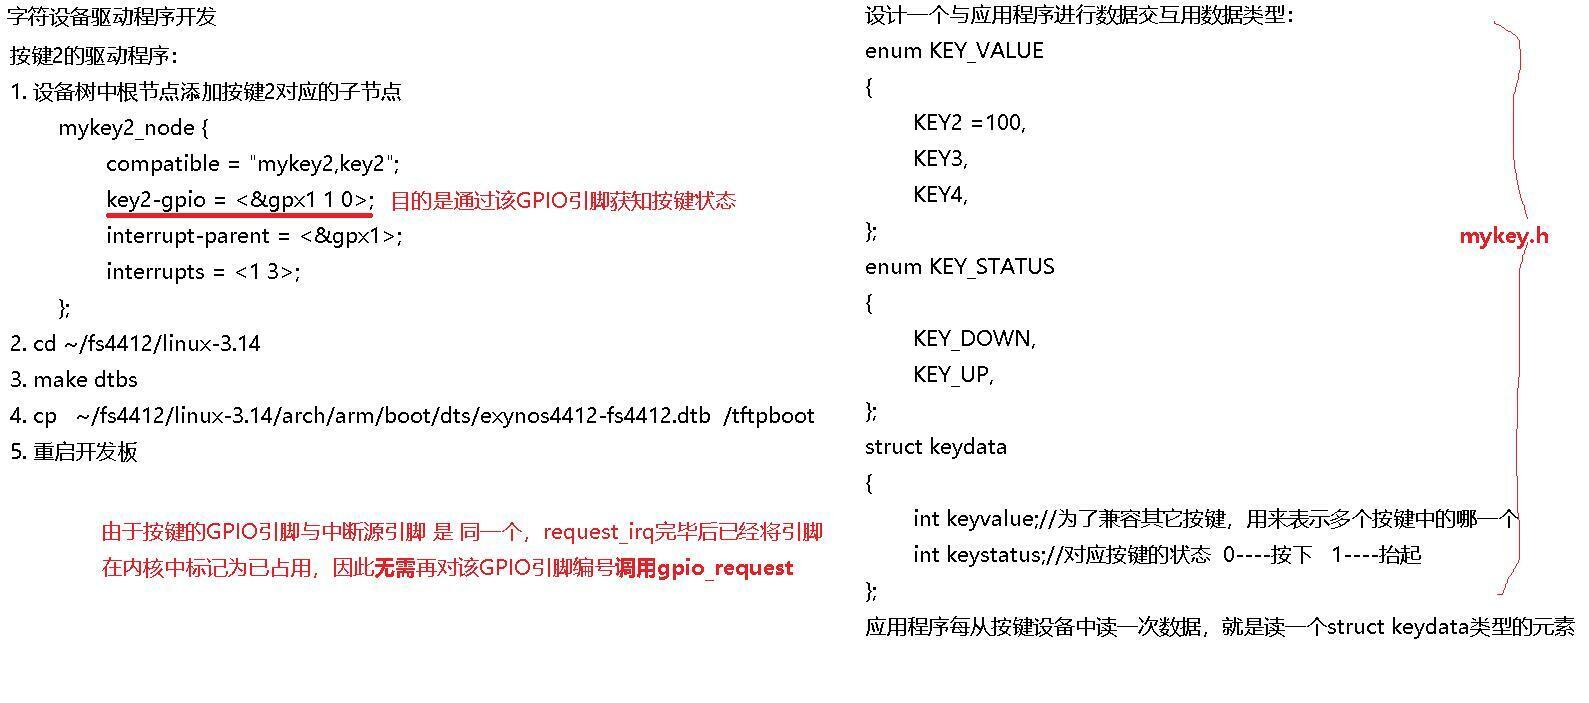 字符设备驱动程序开发
按键2的驱动程序：
1. 设备树中根节点添加按键2对应的子节点
mykey2_node {
compatible = "mykey2,key2";
key2-gpio = <&gpx1 1 0>; 目的是通过该GPIO引脚获知按键状态
interrupt-parent = <&gpx1>;
interrupts = <1 3>;
};
2. cd ~/fs4412/linux-3.14
3. make dtbs
4. cp ~/fs4412/linux-3.14/arch/arm/boot/dts/exynos4412-fs4412.dtb /tftpboot
5. 重启开发板
由于按键的GPIO引脚与中断源引脚 是 同一个，request_irq完毕后已经将引脚
在内核中标记为已占用，因此无需再对该GPIO引脚编号调用gpio_request
设计一个与应用程序进行数据交互用数据类型：
enum KEY_VALUE
{
KEY2 =100,
KEY3,
KEY4,
};
enum KEY_STATUS
{
KEY_DOWN,
KEY_UP,
};
struct keydata
{
int keyvalue;//为了兼容其它按键，用来表示多个按键中的哪一个
int keystatus;//对应按键的状态 0----按下 1----抬起
};
应用程序每从按键设备中读一次数据，就是读一个struct keydata类型的元素
mykey.h